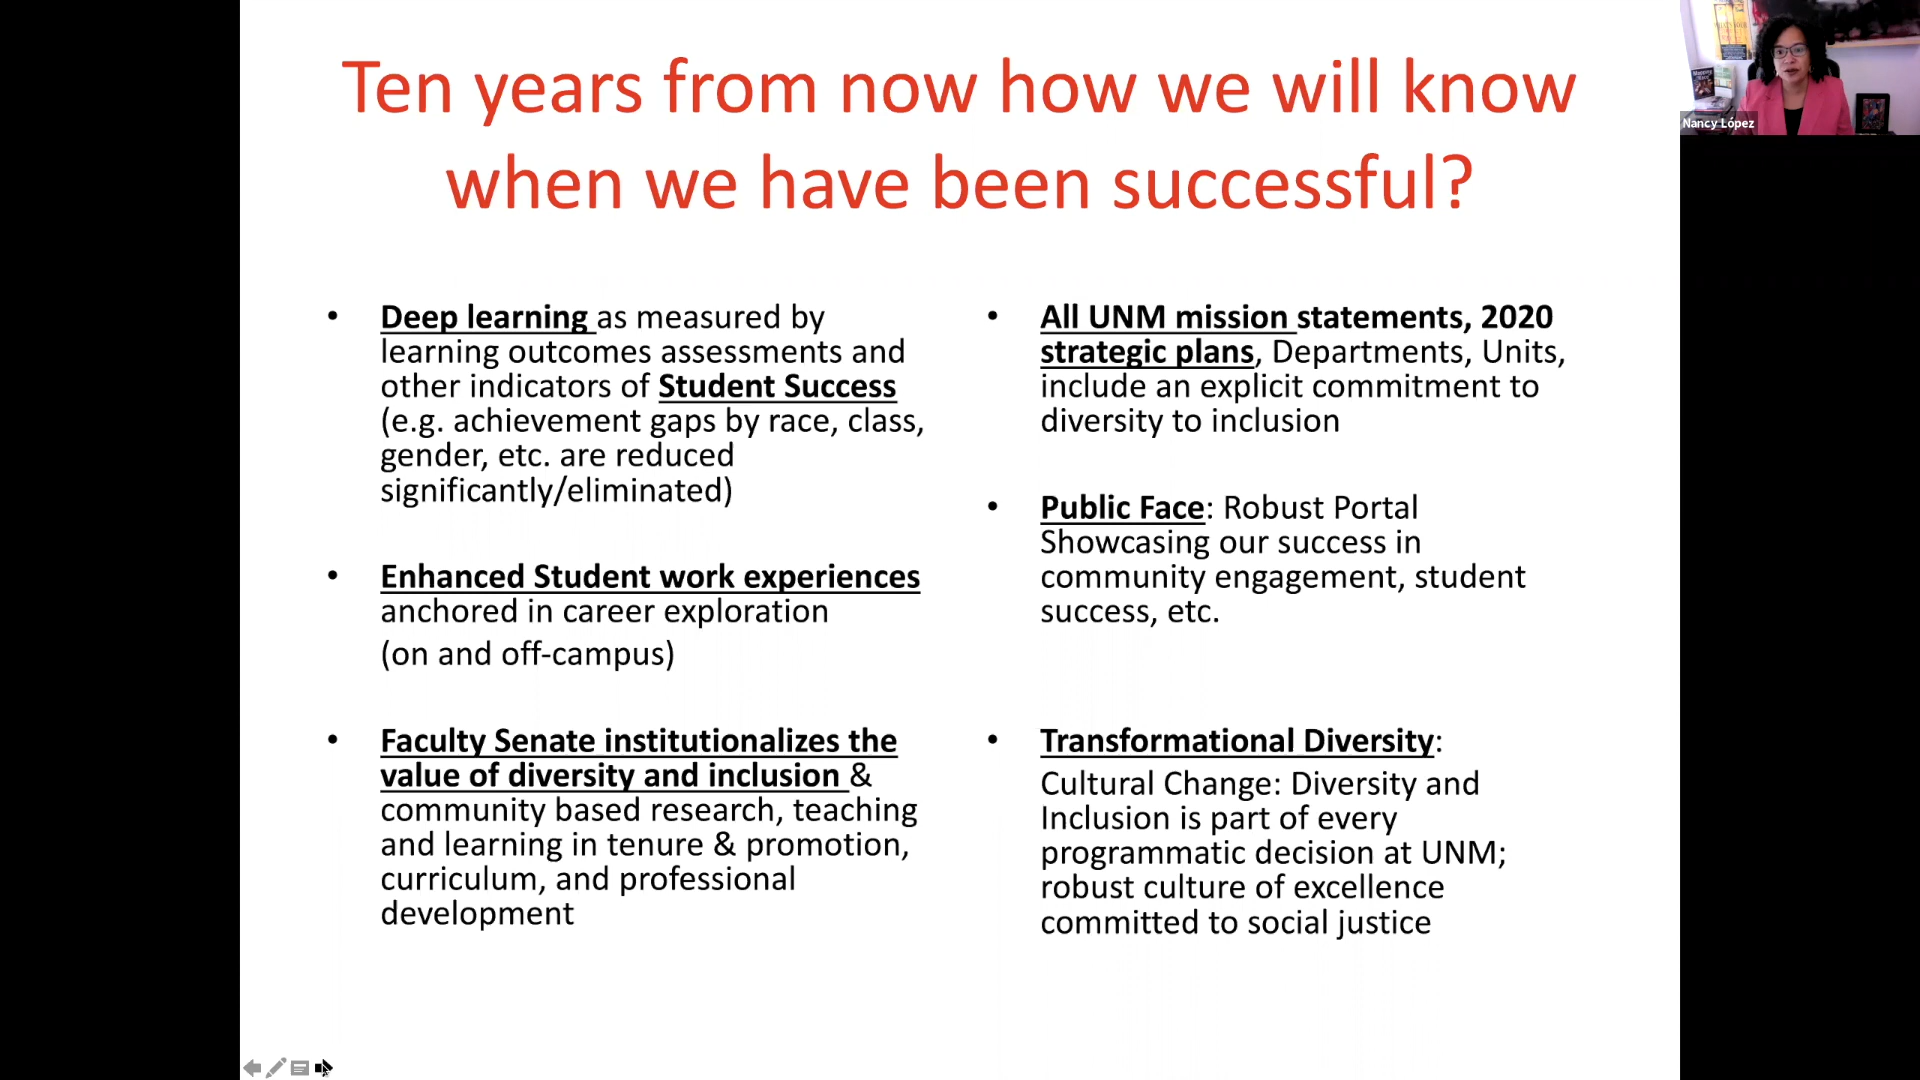 Ten years from now how we will know
when we have been successful?
• Deep learning as measured by
learning outcomes assessments and
other indicators of Student Success
(e.g. achievement gaps by race, class,
gender, etc. are reduced
significantly/eliminated)
• Enhanced Student work experiences
anchored in career exploration
(on and off-campus)
• Faculty Senate institutionalizes the
value of diversity and inclusion &
community based research, teaching
and learning in tenure & promotion,
curriculum, and professional
development
• All UNM mission statements, 2020
strategic plans, Departments, Units,
include an explicit commitment to
diversity to inclusion
• Public Face: Robust Portal
Showcasing our success in
community engagement, student
success, etc.
• Transformational Diversity:
Cultural Change: Diversity and
Inclusion is part of every
programmatic decision at UNM;
robust culture of excellence
committed to social justice
Nancy López